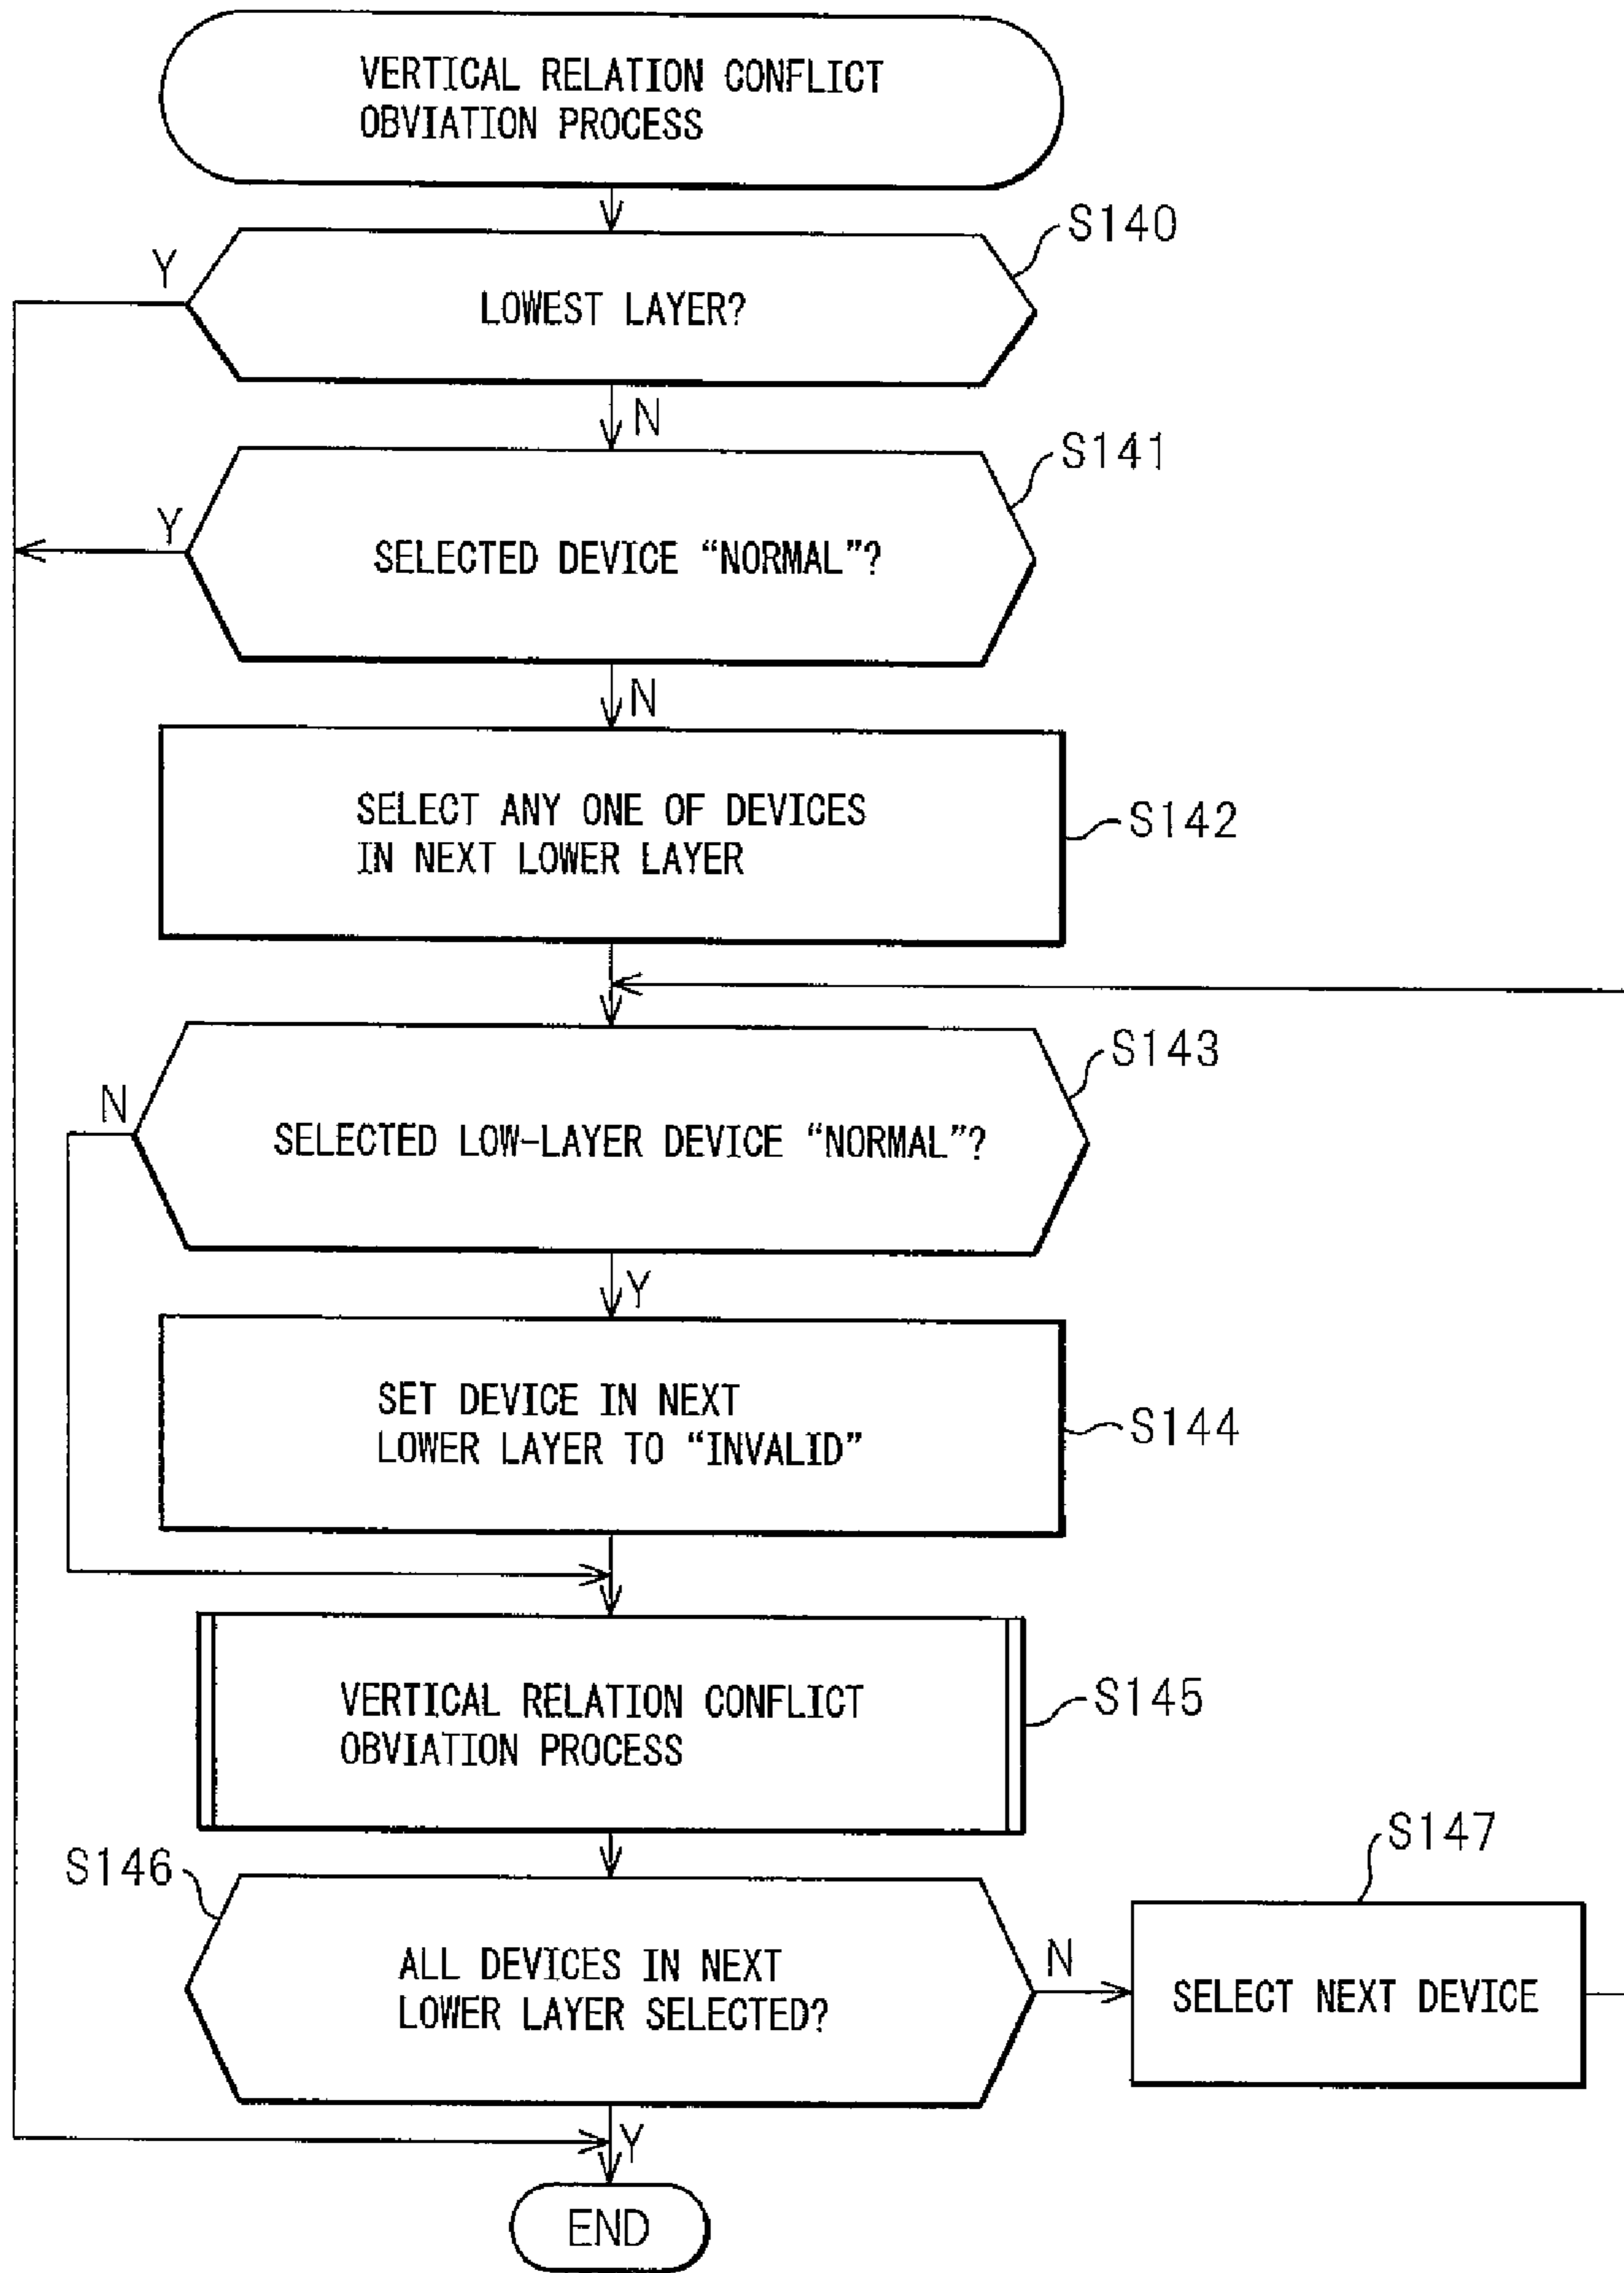 VERTICAL RELATION CONFLICT
OBVIATION PROCESS
S140
Y
LOWEST LAYER?
N
S141
Y
SELECTED DEVICE “NORMAL”?
N
SELECT ANY ONE OF DEVICES
IN NEXT LOWER LAYER
S142
S143
N
SELECTED LOW-LAYER DEVICE “NORMAL”?
Y
SET DEVICE IN NEXT
LOWER LAYER TO “INVALID”
S144
VERTICAL RELATION CONFLICT
OBVIATION PROCESS
S145
S146
S147
ALL DEVICES IN NEXT
LOWER LAYER SELECTED?
N
SELECT NEXT DEVICE
Y
END